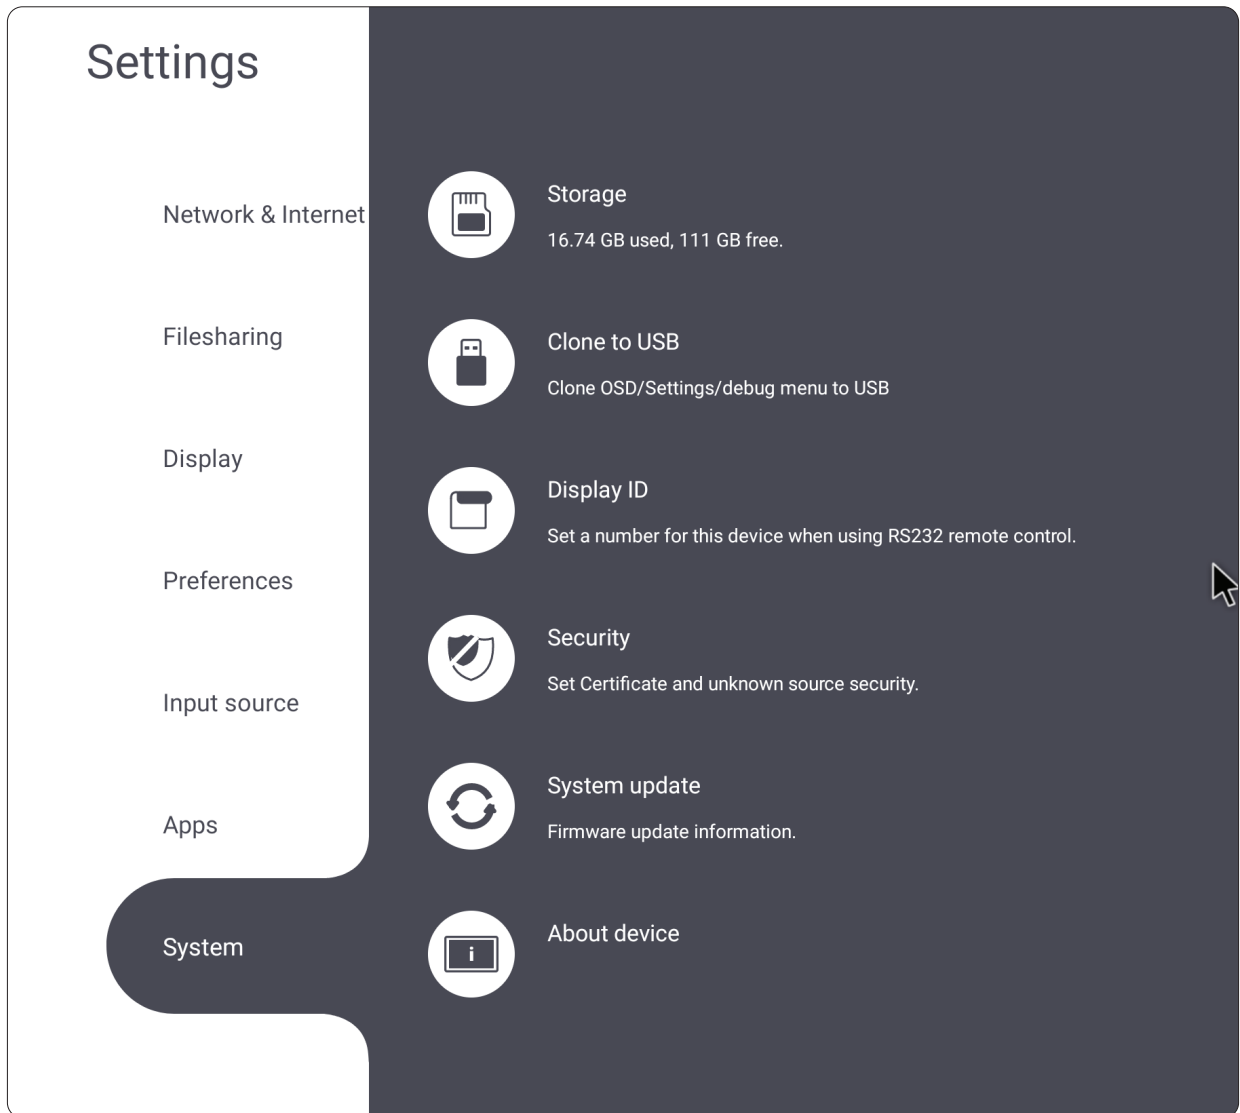 Settings
Network & Internet
Filesharing
Display
Preferences
Input source
Apps
System
Storage
16.74 GB used, 111 GB free.
Clone to USB
Clone OSD/Settings/debug menu to USB
Display ID
Set a number for this device when using RS232 remote control.
Security
Set Certificate and unknown source security.
System update
Firmware update information.
About device
i